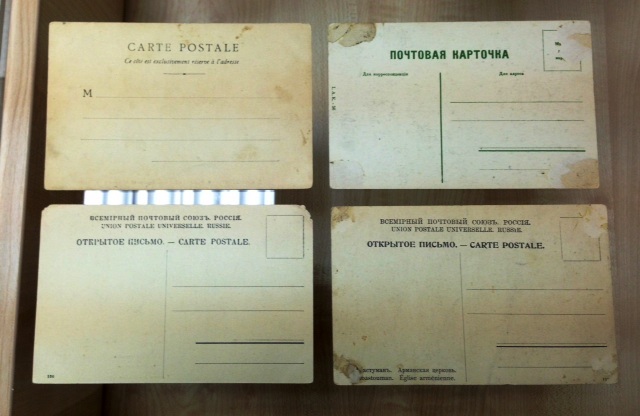 CARTE POSTALE
Ce côté est exclusivement réservé à l'adresse
M
ПОЧТОВАЯ КАРТОЧКА
Для корреспонденціи
Для адреса
ВСЕМІРНЫЙ ПОЧТОВЫЙ СОЮЗЪ. РОССІЯ.
UNION POSTALE UNIVERSELLE. RUSSIE.
ОТКРЫТОЕ ПИСЬМО. — CARTE POSTALE.
ВСЕМІРНЫЙ ПОЧТОВЫЙ СОЮЗЪ. РОССІЯ.
UNION POSTALE UNIVERSELLE. RUSSIE.
ОТКРЫТОЕ ПИСЬМО. — CARTE POSTALE.
Армянская церковь.
Eglise arménienne.